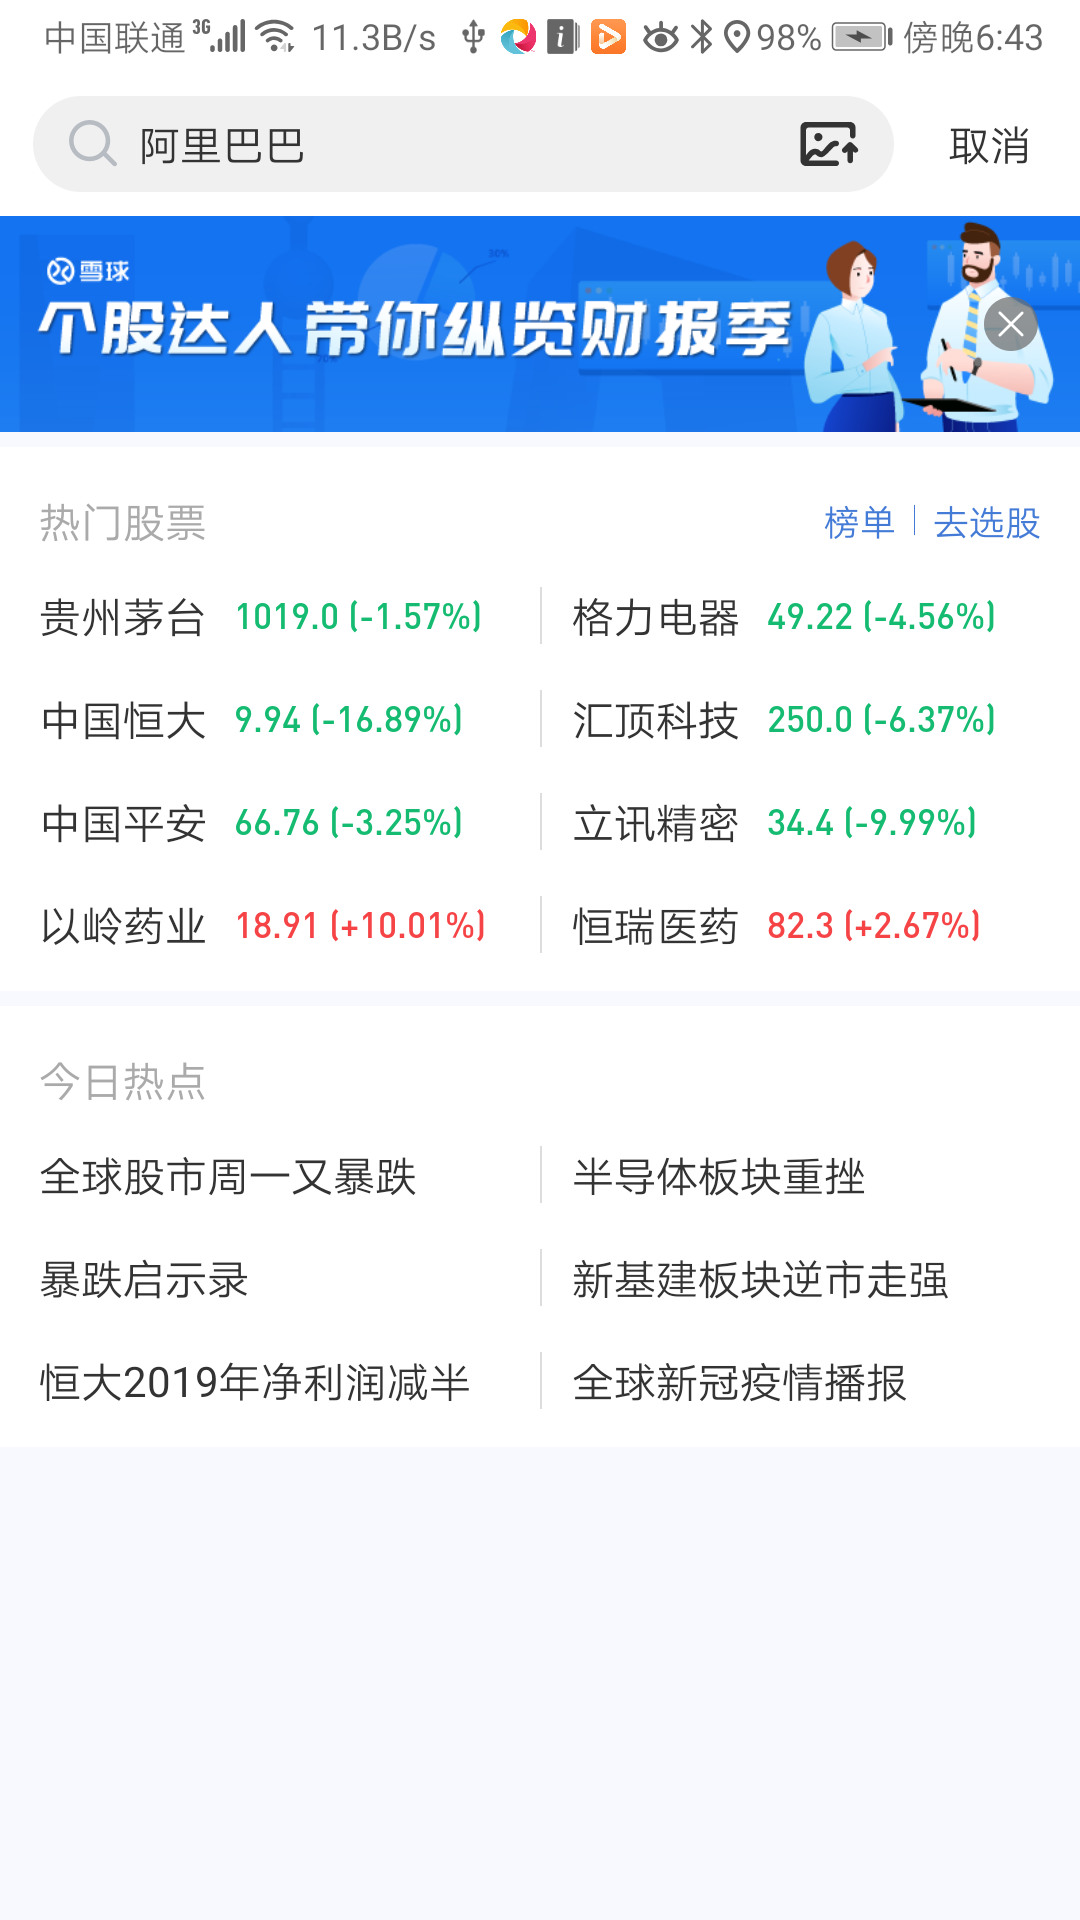 中国联通 3G 11.3B/s 98% 傍晚6:43
阿里巴巴 取消
雪球
个股达人带你纵览财报季
热门股票 榜单 去选股
贵州茅台 1019.0 (-1.57%) 格力电器 49.22 (-4.56%)
中国恒大 9.94 (-16.89%) 汇顶科技 250.0 (-6.37%)
中国平安 66.76 (-3.25%) 立讯精密 34.4 (-9.99%)
以岭药业 18.91 (+10.01%) 恒瑞医药 82.3 (+2.67%)
今日热点
全球股市周一又暴跌 半导体板块重挫
暴跌启示录 新基建板块逆市走强
恒大2019年净利润减半 全球新冠疫情播报